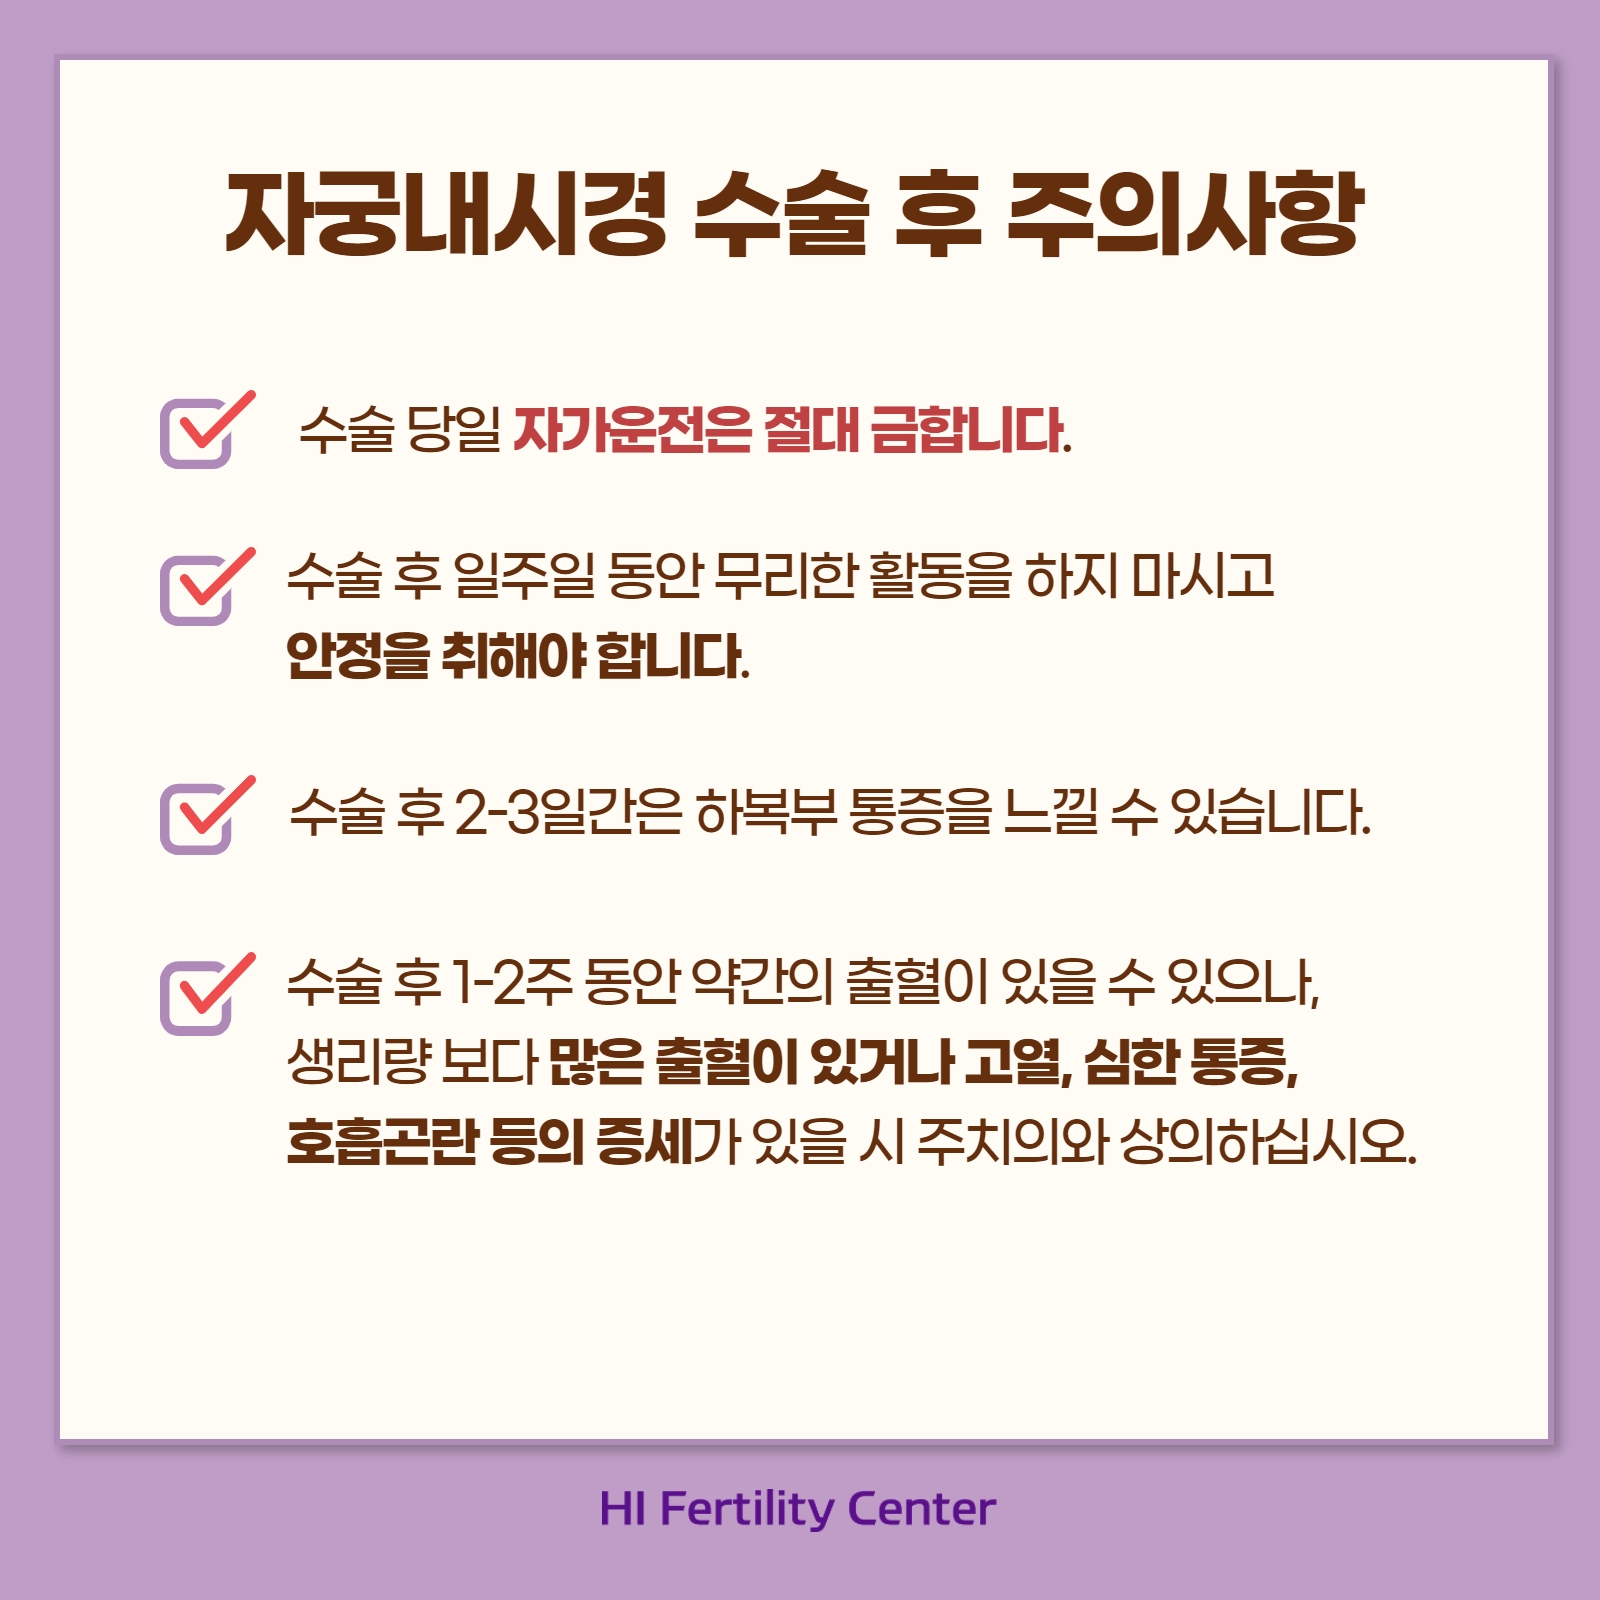 자궁내시경 수술 후 주의사항
수술 당일 자가운전은 절대 금합니다.
수술 후 일주일 동안 무리한 활동을 하지 마시고
안정을 취해야 합니다.
수술 후 2-3일간은 하복부 통증을 느낄 수 있습니다.
수술 후 1-2주 동안 약간의 출혈이 있을 수 있으나,
생리량 보다 많은 출혈이 있거나 고열, 심한 통증,
호흡곤란 등의 증세가 있을 시 주치의와 상의하십시오.
HI Fertility Center